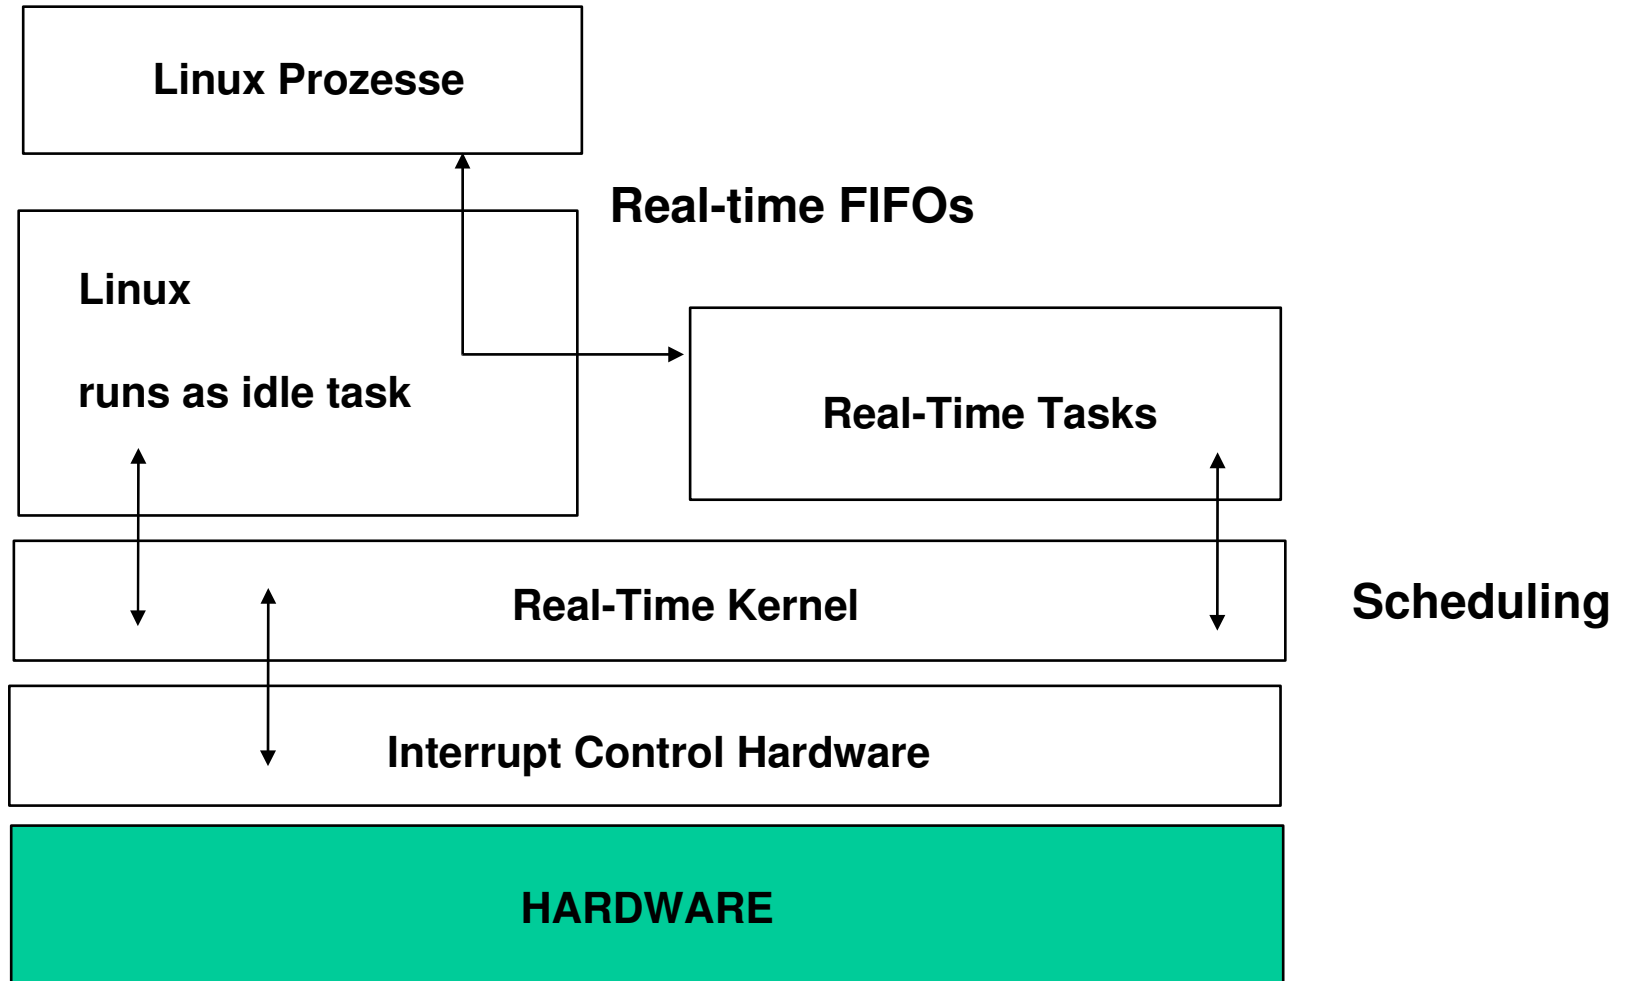 Linux Prozesse
Real-time FIFOs
Linux
runs as idle task
Real-Time Tasks
Real-Time Kernel
Scheduling
Interrupt Control Hardware
HARDWARE